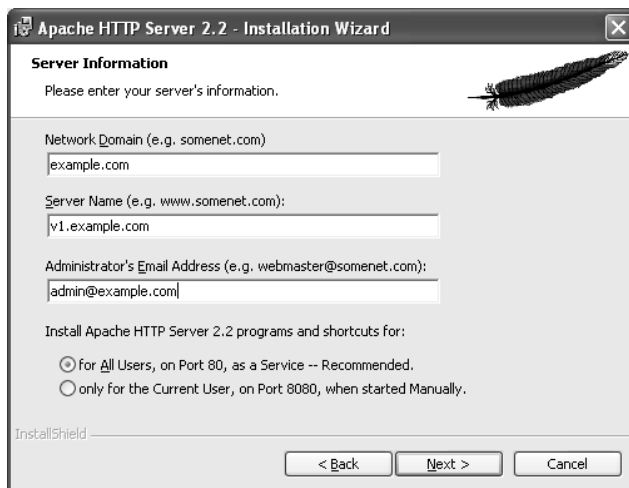 Apache HTTP Server 2.2 - Installation Wizard
Server Information
Please enter your server's information.
Network Domain (e.g. somenet.com)
example.com
Server Name (e.g. www.somenet.com):
v1.example.com
Administrator's Email Address (e.g. webmaster@somenet.com):
admin@example.com
Install Apache HTTP Server 2.2 programs and shortcuts for:
for All Users, on Port 80, as a Service -- Recommended.
only for the Current User, on Port 8080, when started Manually.
InstallShield
< Back Next > Cancel